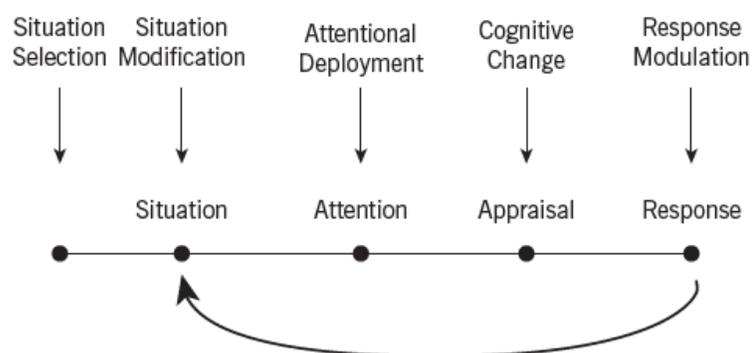 Situation Selection
Situation Modification
Attentional Deployment
Cognitive Change
Response Modulation
Situation
Attention
Appraisal
Response